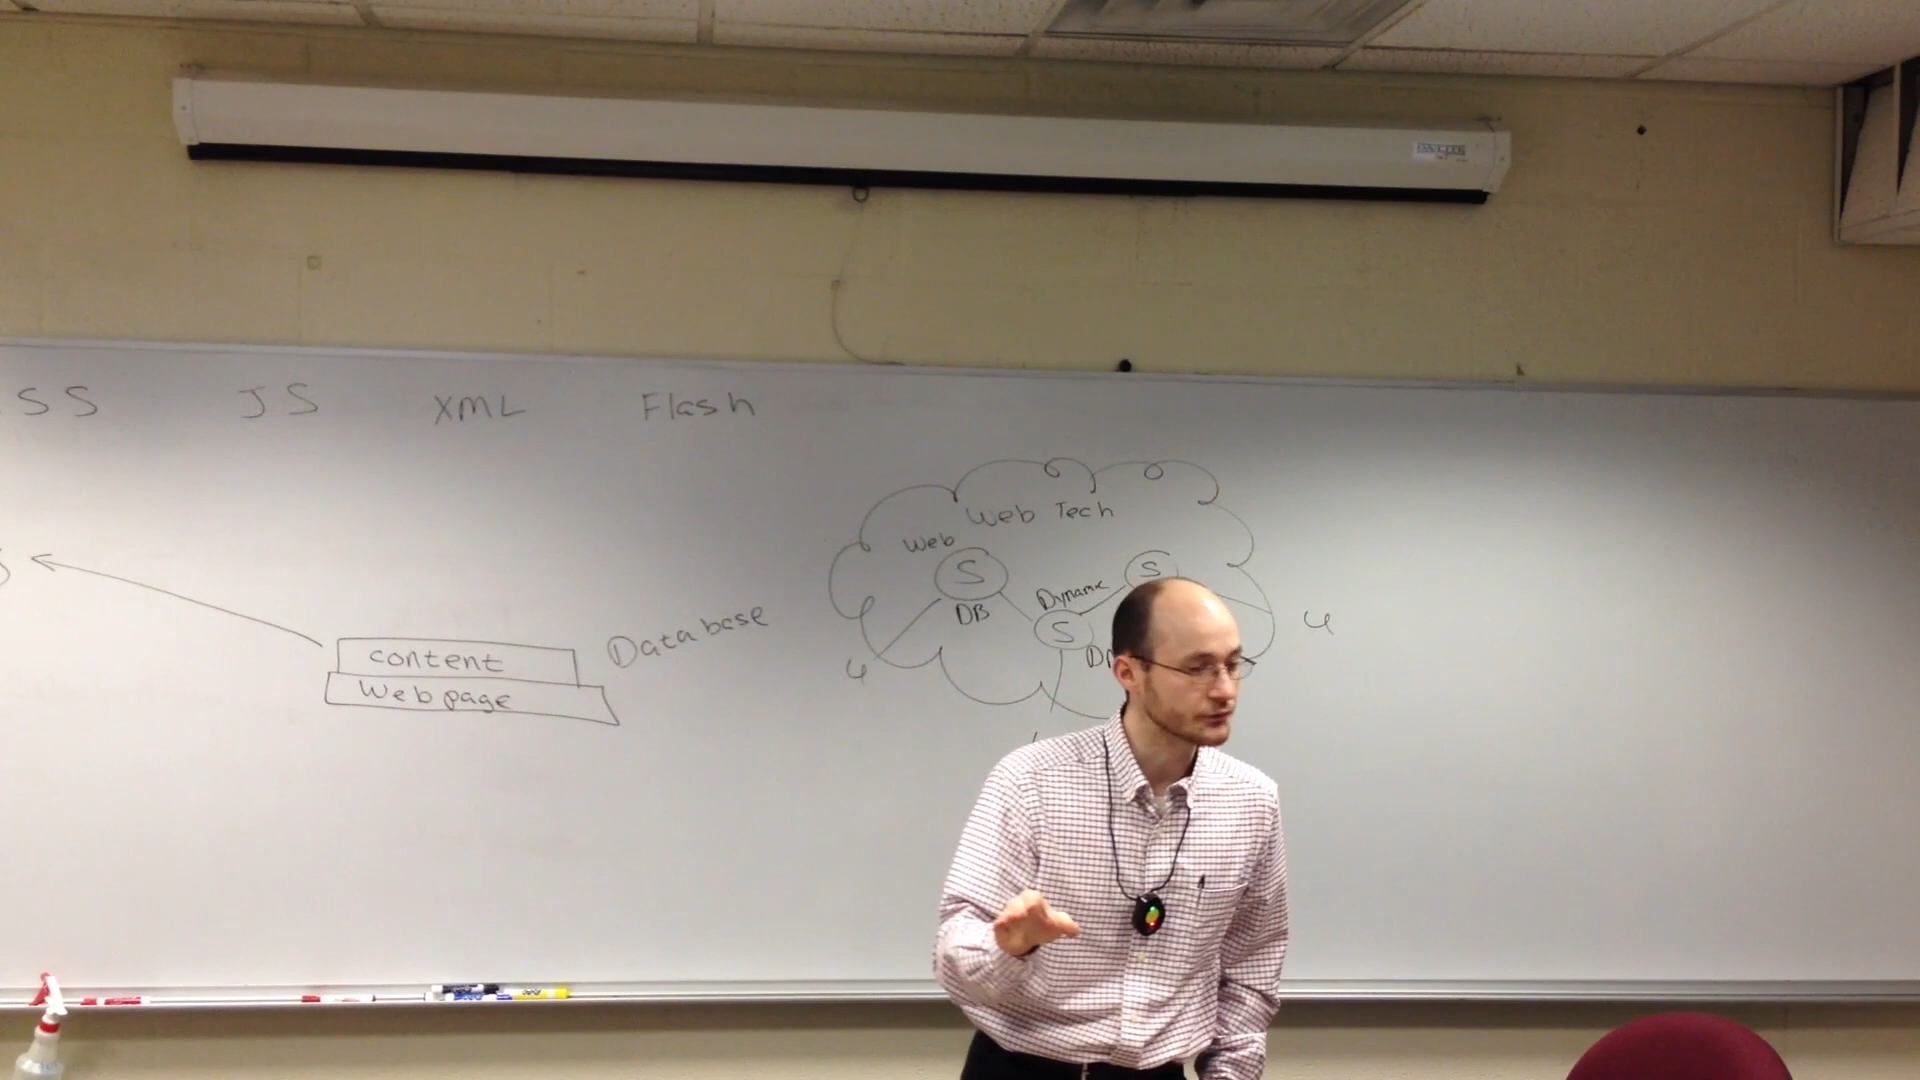 SS JS XML Flash
Web Tech
Web
S
S
Dynamic
DB
S
Database
content
Web page